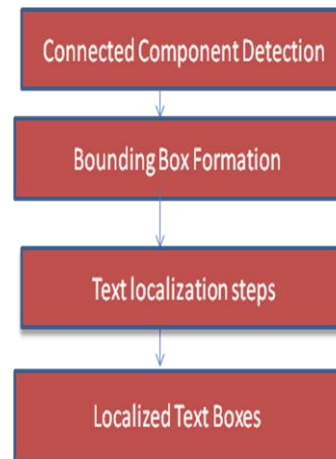 Connected Component Detection
Bounding Box Formation
Text localization steps
Localized Text Boxes